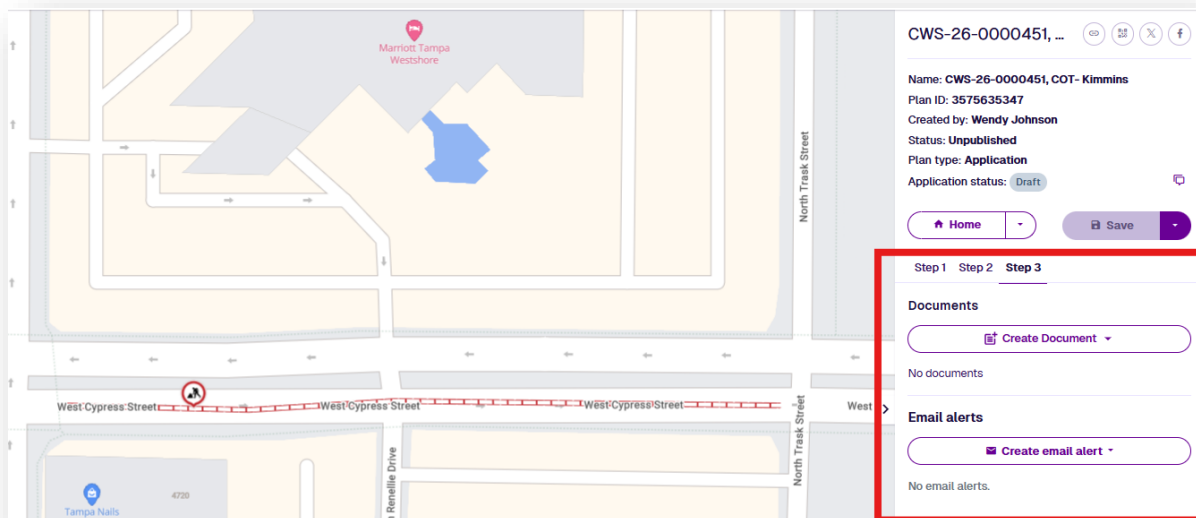 Marriott Tampa
Westshore
North Trask Street
West Cypress Street
West Cypress Street
West Cypress Street
West
North Trask Street
Renellie Drive
4720
Tampa Nails
CWS-26-0000451, ...
Name: CWS-26-0000451, COT- Kimmins
Plan ID: 3575635347
Created by: Wendy Johnson
Status: Unpublished
Plan type: Application
Application status: Draft
Home
Save
Step 1 Step 2 Step 3
Documents
Create Document
No documents
Email alerts
Create email alert
No email alerts.